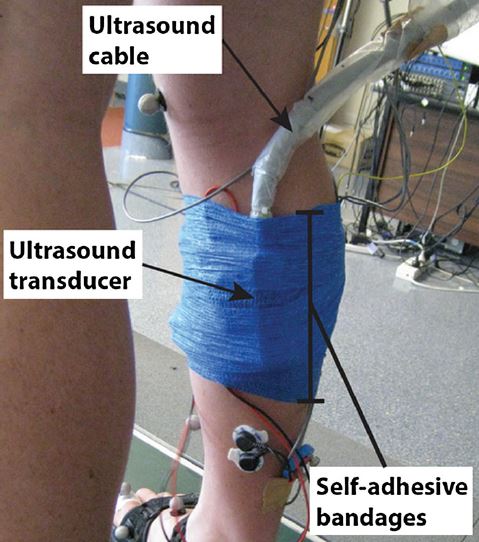 Ultrasound
cable
Ultrasound
transducer
Self-adhesive
bandages